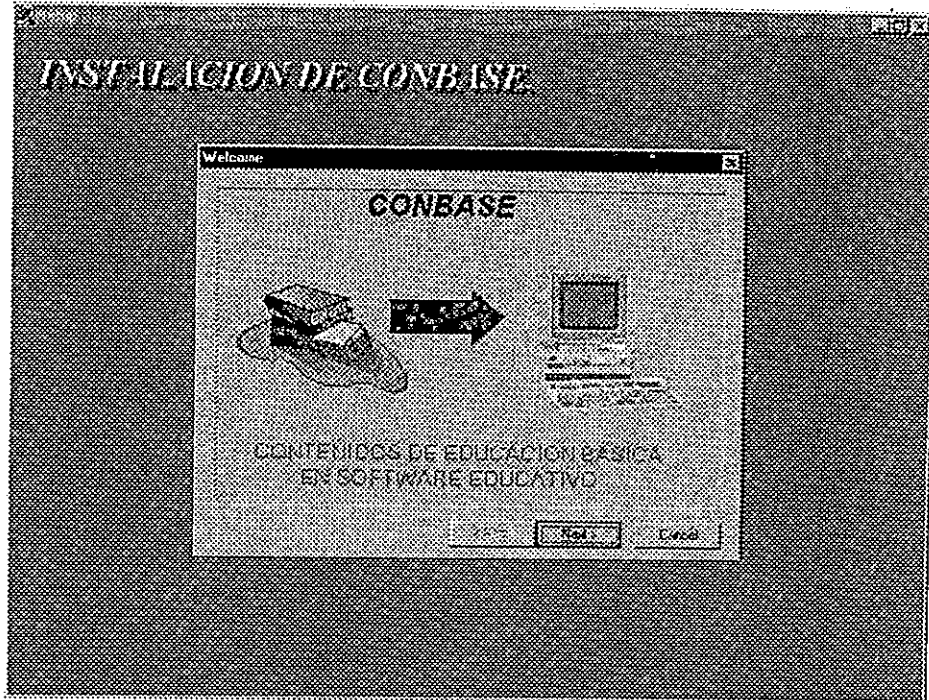 INSTALACION DE CONBASE
Welcome
CONBASE
CONTENIDOS DE EDUCACION BASICA
EN SOFTWARE EDUCATIVO
Next >
Cancel